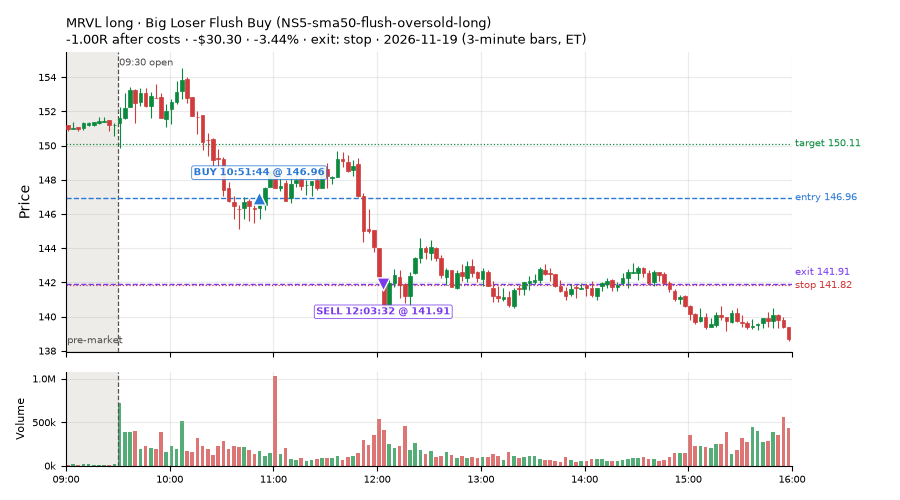 MRVL long · Big Loser Flush Buy (NS5-sma50-flush-oversold-long)
-1.00R after costs · -$30.30 · -3.44% · exit: stop · 2026-11-19 (3-minute bars, ET)
09:30 open
154
152
150
148
146
144
142
140
138
Price
target 150.11
BUY 10:51:44 @ 146.96
entry 146.96
exit 141.91
stop 141.82
SELL 12:03:32 @ 141.91
pre-market
1.0M
500k
0k
Volume
09:00
10:00
11:00
12:00
13:00
14:00
15:00
16:00